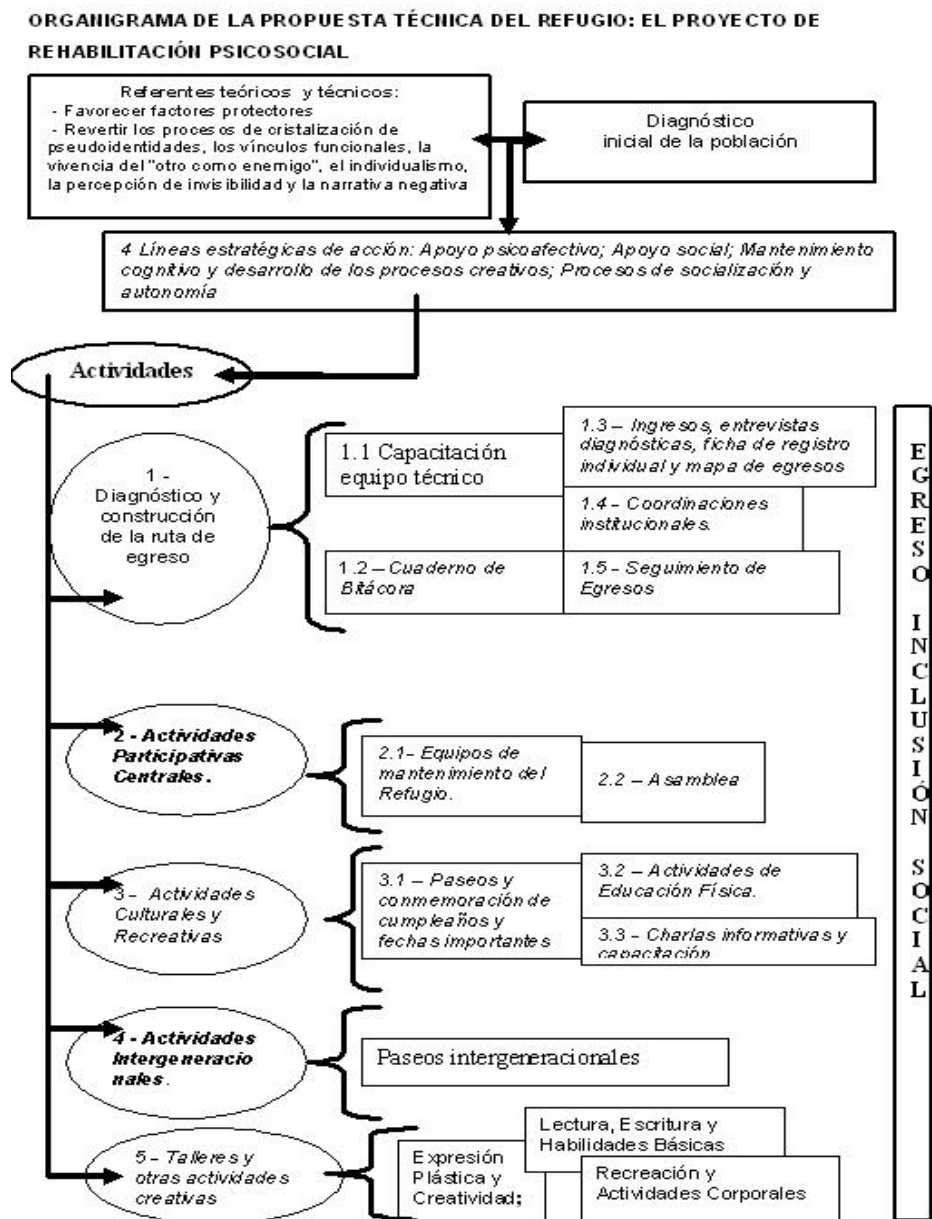 ORGANIGRAMA DE LA PROPUESTA TÉCNICA DEL REFUGIO: EL PROYECTO DE
REHABILITACIÓN PSICOSOCIAL
Referentes teóricos y técnicos:
- Favorecer factores protectores
- Revertir los procesos de cristalización de
pseudoidentidades, los vínculos funcionales, la
vivencia del "otro como enemigo", el individualismo,
la percepción de invisibilidad y la narrativa negativa
Diagnóstico
inicial de la población
4 Líneas estratégicas de acción: Apoyo psicoafectivo; Apoyo social; Mantenimiento
cognitivo y desarrollo de los procesos creativos; Procesos de socialización y
autonomía
Actividades
1 -
Diagnóstico y
construcción
de la ruta de
egreso
1.1 Capacitación
equipo técnico
1.2 – Cuaderno de
Bitácora
1.3 – Ingresos, entrevistas
diagnósticas, ficha de registro
individual y mapa de egresos
1.4 - Coordinaciones
institucionales.
1.5 - Seguimiento de
Egresos
2 - Actividades
Participativas
Centrales.
2.1- Equipos de
mantenimiento del
Refugio.
2.2 – Asamblea
3 – Actividades
Culturales y
Recreativas
3.1 – Paseos y
conmemoración de
cumpleaños y
fechas importantes
3.2 – Actividades de
Educación Física.
3.3 – Charlas informativas y
capacitación
4 - Actividades
Intergeneracio
nales.
Paseos intergeneracionales
5 - Talleres y
otras actividades
creativas
Expresión
Plástica y
Creatividad;
Lectura, Escritura y
Habilidades Básicas
Recreación y
Actividades Corporales
EGRESO INCLUSIÓN SOCIAL